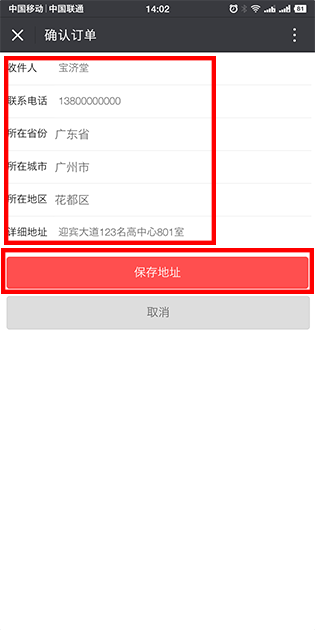 中国移动 | 中国联通 14:02 81
确认订单
收件人 宝济堂
联系电话 13800000000
所在省份 广东省
所在城市 广州市
所在地区 花都区
详细地址 迎宾大道123名高中心801室
保存地址
取消